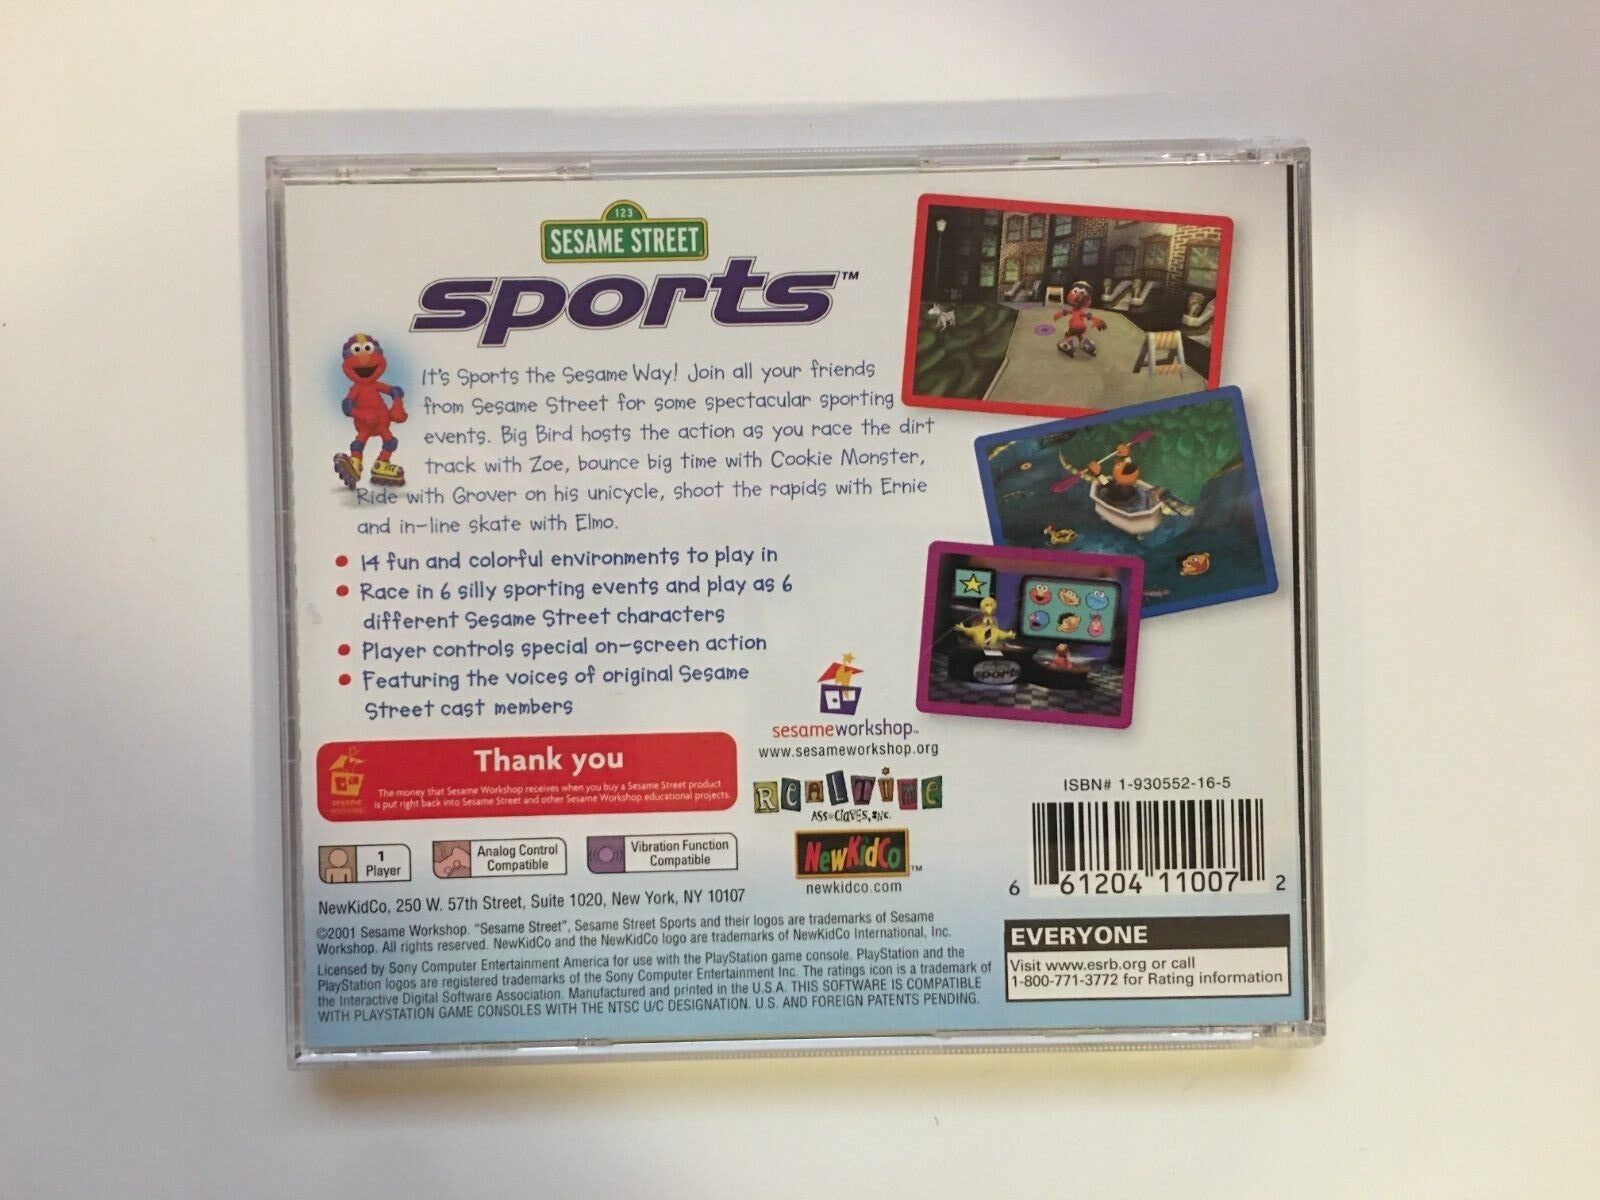 123
SESAME STREET
sports™
It's Sports the Sesame Way! Join all your friends
from Sesame Street for some spectacular sporting
events. Big Bird hosts the action as you race the dirt
track with Zoe, bounce big time with Cookie Monster,
Ride with Grover on his unicycle, shoot the rapids with Ernie
and in-line skate with Elmo.
• 14 fun and colorful environments to play in
• Race in 6 silly sporting events and play as 6
different Sesame Street characters
• Player controls special on-screen action
• Featuring the voices of original Sesame
Street cast members
sports
Thank you
The money that Sesame Workshop receives when you buy a Sesame Street product
is put right back into Sesame Street and other Sesame Workshop educational projects.
sesame
workshop
sesameworkshop™
www.sesameworkshop.org
Realtime
Associates, Inc.
NewKidCo™
newkidco.com
1
Player
Analog Control
Compatible
Vibration Function
Compatible
ISBN# 1-930552-16-5
6 61204 11007 2
NewKidCo, 250 W. 57th Street, Suite 1020, New York, NY 10107
©2001 Sesame Workshop. "Sesame Street", Sesame Street Sports and their logos are trademarks of Sesame
Workshop. All rights reserved. NewKidCo and the NewKidCo logo are trademarks of NewKidCo International, Inc.
Licensed by Sony Computer Entertainment America for use with the PlayStation game console. PlayStation and the
PlayStation logos are registered trademarks of the Sony Computer Entertainment Inc. The ratings icon is a trademark of
the Interactive Digital Software Association. Manufactured and printed in the U.S.A. THIS SOFTWARE IS COMPATIBLE
WITH PLAYSTATION GAME CONSOLES WITH THE NTSC U/C DESIGNATION. U.S. AND FOREIGN PATENTS PENDING.
EVERYONE
Visit www.esrb.org or call
1-800-771-3772 for Rating information